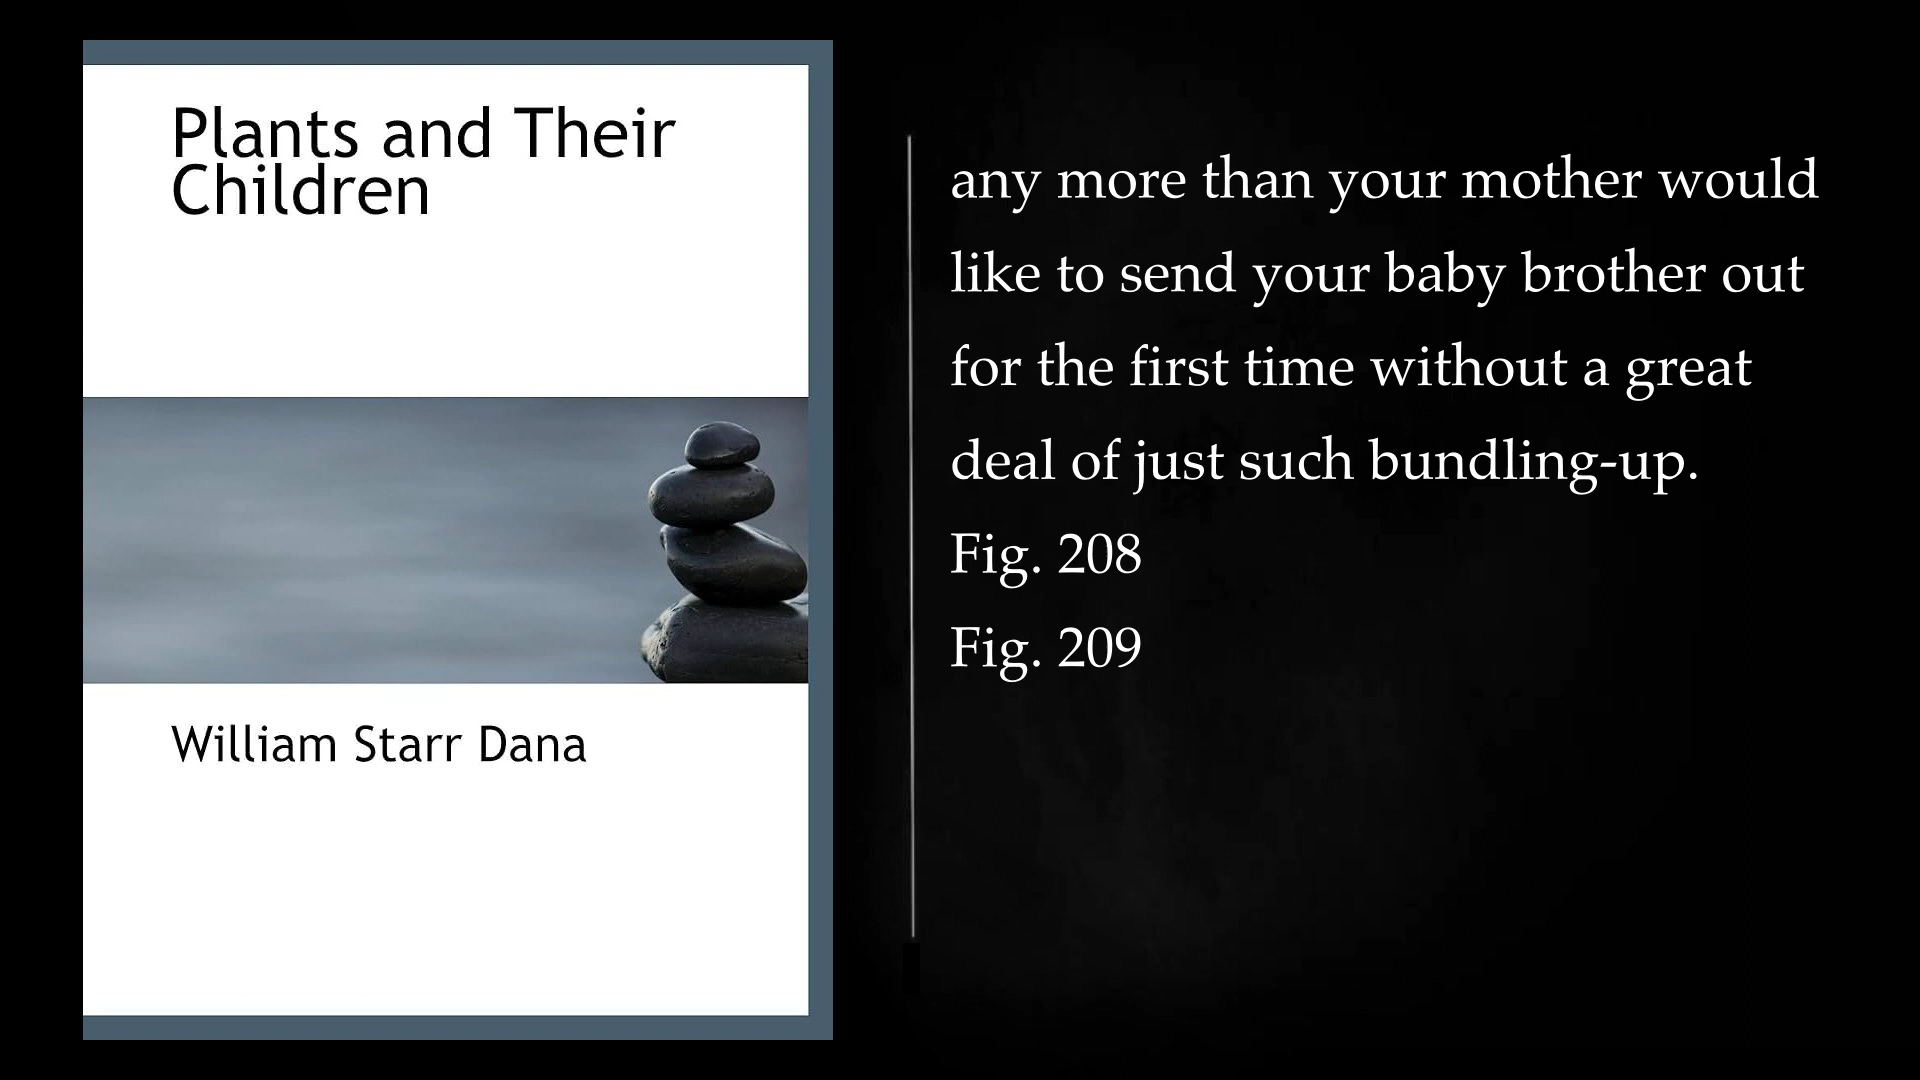 Plants and Their
Children
William Starr Dana
any more than your mother would
like to send your baby brother out
for the first time without a great
deal of just such bundling-up.
Fig. 208
Fig. 209